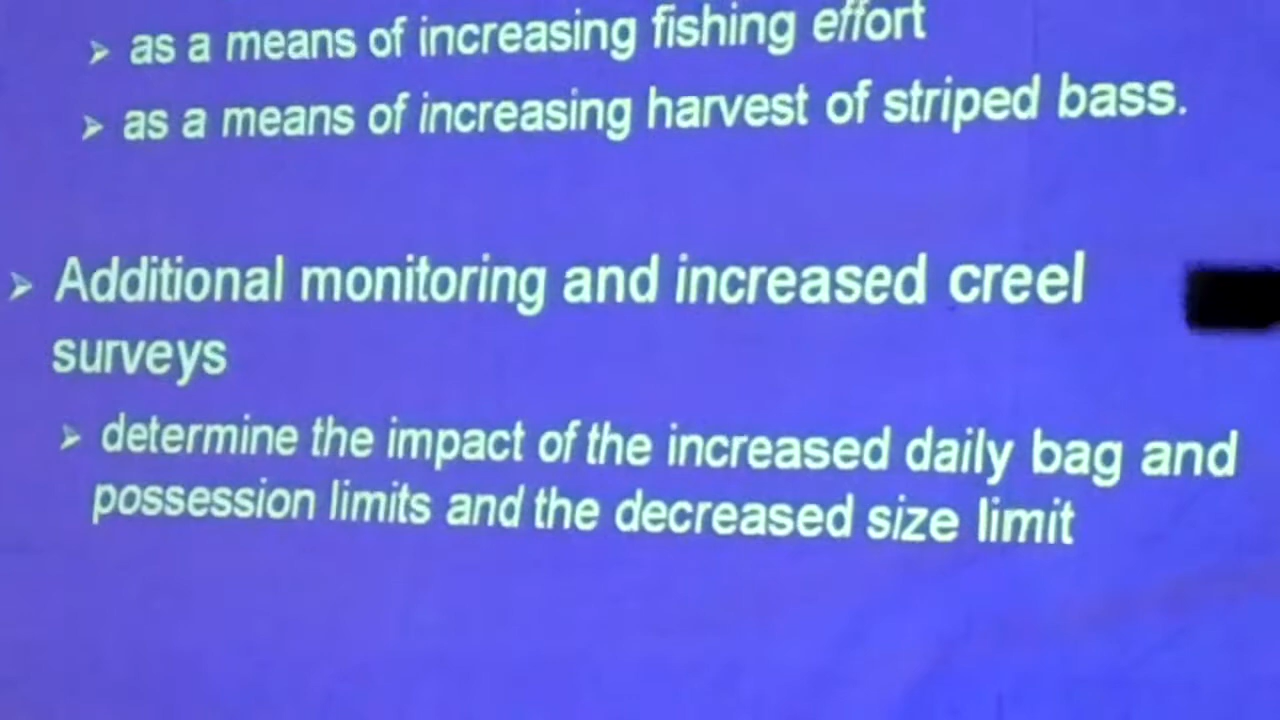 ➢ as a means of increasing fishing effort
➢ as a means of increasing harvest of striped bass.
➢ Additional monitoring and increased creel
surveys
➢ determine the impact of the increased daily bag and
possession limits and the decreased size limit